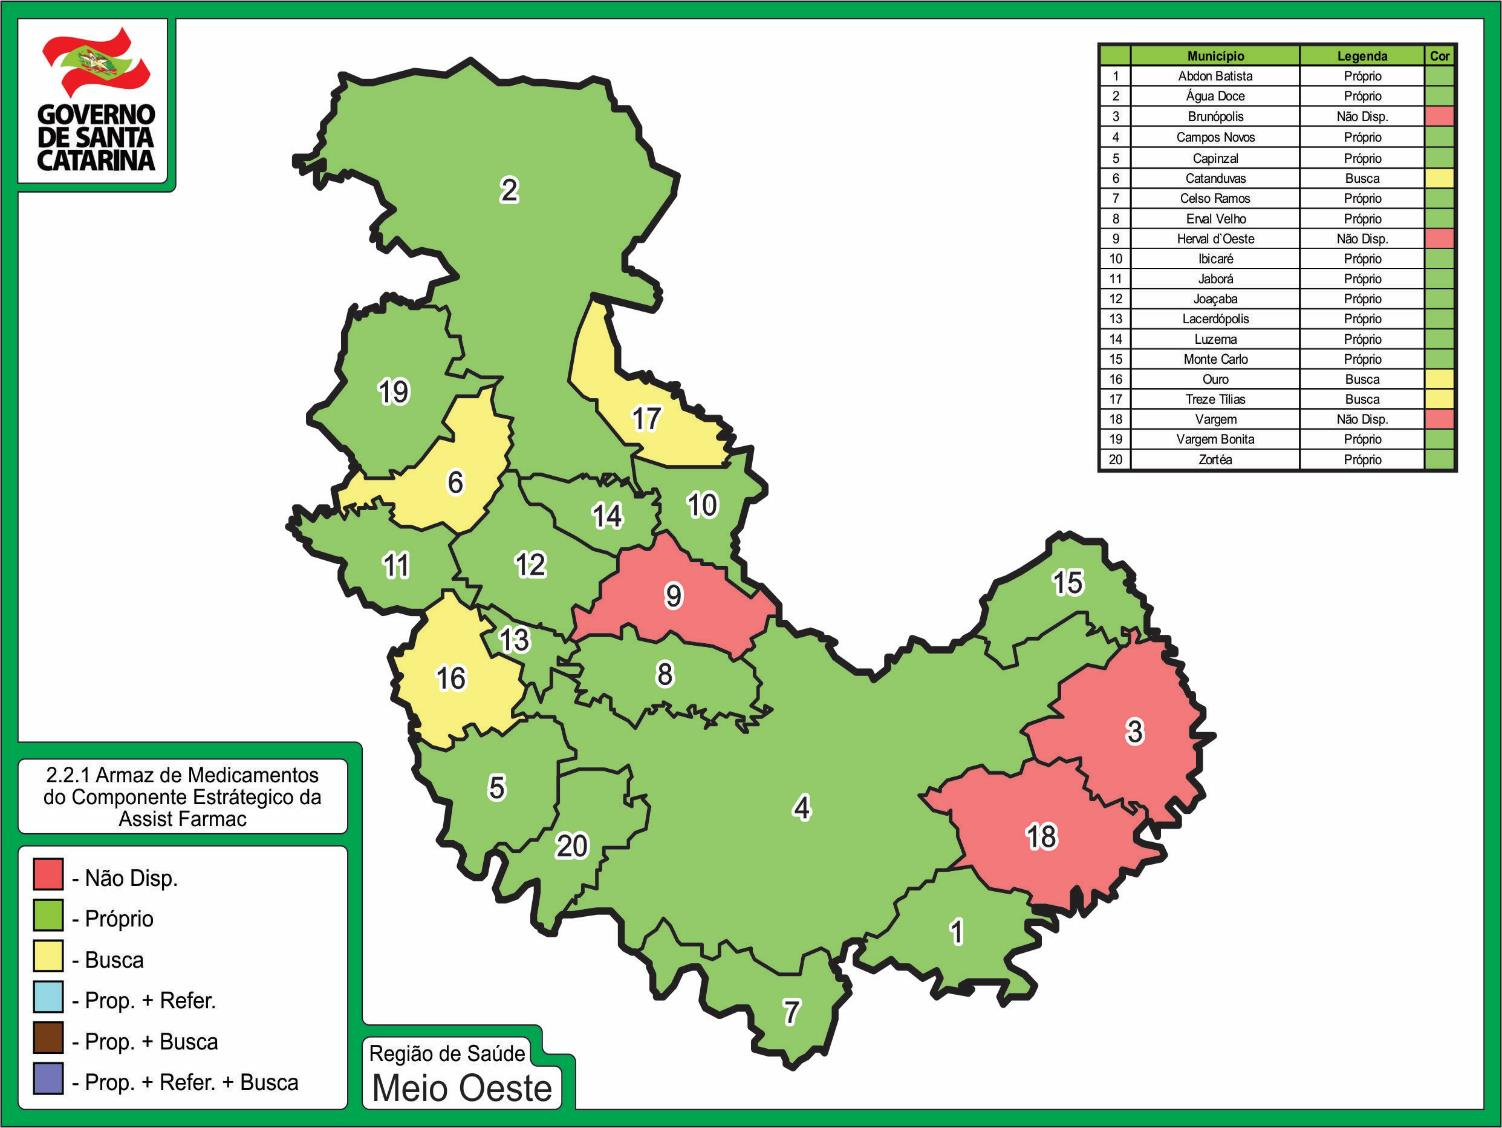 GOVERNO
DE SANTA
CATARINA
Município Legenda Cor
1 Abdon Batista Próprio
2 Água Doce Próprio
3 Brunópolis Não Disp.
4 Campos Novos Próprio
5 Capinzal Próprio
6 Catanduvas Busca
7 Celso Ramos Próprio
8 Erval Velho Próprio
9 Herval d`Oeste Não Disp.
10 Ibicaré Próprio
11 Jaborá Próprio
12 Joaçaba Próprio
13 Lacerdópolis Próprio
14 Luzerna Próprio
15 Monte Carlo Próprio
16 Ouro Busca
17 Treze Tílias Busca
18 Vargem Não Disp.
19 Vargem Bonita Próprio
20 Zortéa Próprio
2
19
17
6
10
14
11
12
9
15
13
16
8
3
5
4
20
18
1
7
2.2.1 Armaz de Medicamentos
do Componente Estrátegico da
Assist Farmac
- Não Disp.
- Próprio
- Busca
- Prop. + Refer.
- Prop. + Busca
- Prop. + Refer. + Busca
Região de Saúde
Meio Oeste